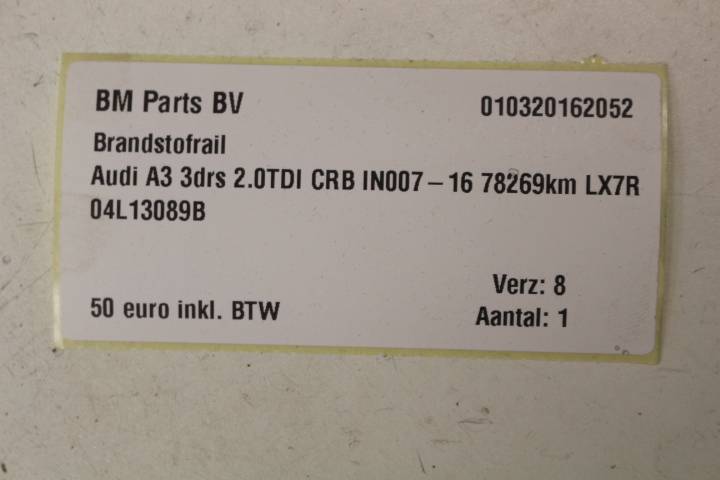 BM Parts BV 010320162052
Brandstofrail
Audi A3 3drs 2.0TDI CRB IN007-16 78269km LX7R
04L13089B
Verz: 8
50 euro inkl. BTW Aantal: 1